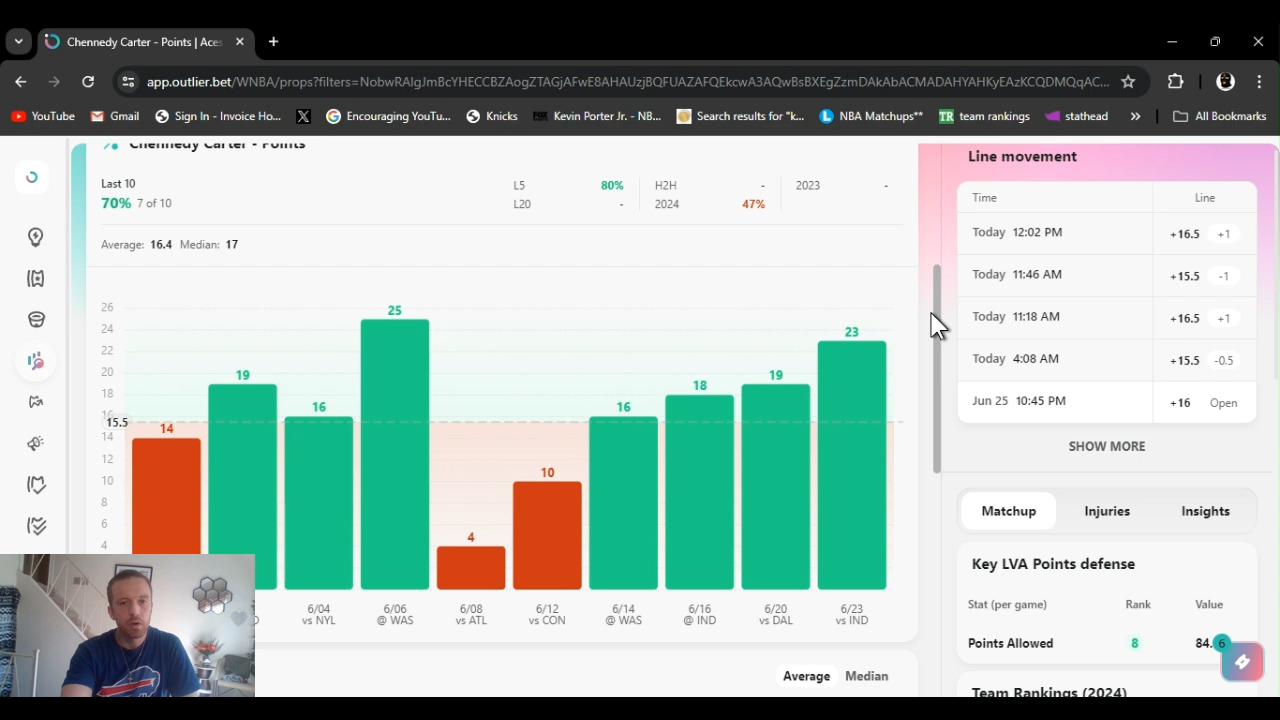 Chennedy Carter - Points | Aces
app.outlier.bet/WNBA/props?filters=NobwRAlgJmBcYHECCBZAogZTAGjAFwE8AHAUzjBQFUAZAFQEkcwA3AQwBsBXEgZzmDAkAbACMADAHYAHKyEAzKCQDMQqAC...
YouTube
Gmail
Sign In - Invoice Ho...
Encouraging YouTu...
Knicks
Kevin Porter Jr. - NB...
Search results for "k...
NBA Matchups**
TR team rankings
stathead
»
All Bookmarks
Chennedy Carter - Points
Last 10
70% 7 of 10
L5 80%
L20 -
H2H -
2024 47%
2023 -
Average: 16.4 Median: 17
26
24
22
20
18
16
15.5
14
12
10
8
6
4
14
19
16
25
4
10
16
18
19
23
6/04
vs NYL
6/06
@ WAS
6/08
vs ATL
6/12
vs CON
6/14
@ WAS
6/16
@ IND
6/20
vs DAL
6/23
vs IND
Average Median
Line movement
Time Line
Today 12:02 PM +16.5 +1
Today 11:46 AM +15.5 -1
Today 11:18 AM +16.5 +1
Today 4:08 AM +15.5 -0.5
Jun 25 10:45 PM +16 Open
SHOW MORE
Matchup Injuries Insights
Key LVA Points defense
Stat (per game) Rank Value
Points Allowed 8 84.
6
Team Rankings (2024)